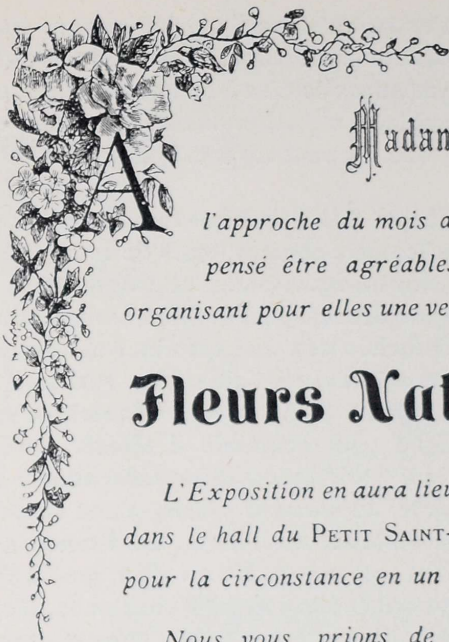 Madam
A
l'approche du mois d
pensé être agréable
organisant pour elles une ve
Fleurs Nat
L'Exposition en aura lieu
dans le hall du PETIT SAINT-
pour la circonstance en un
Nous vous prions de